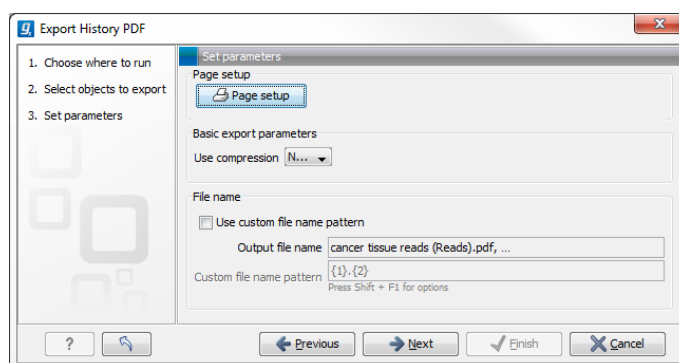 Export History PDF
1. Choose where to run
2. Select objects to export
3. Set parameters
Set parameters
Page setup
Page setup
Basic export parameters
Use compression N...
File name
Use custom file name pattern
Output file name cancer tissue reads (Reads).pdf, ...
Custom file name pattern {1}.{2}
Press Shift + F1 for options
? Previous Next Finish Cancel